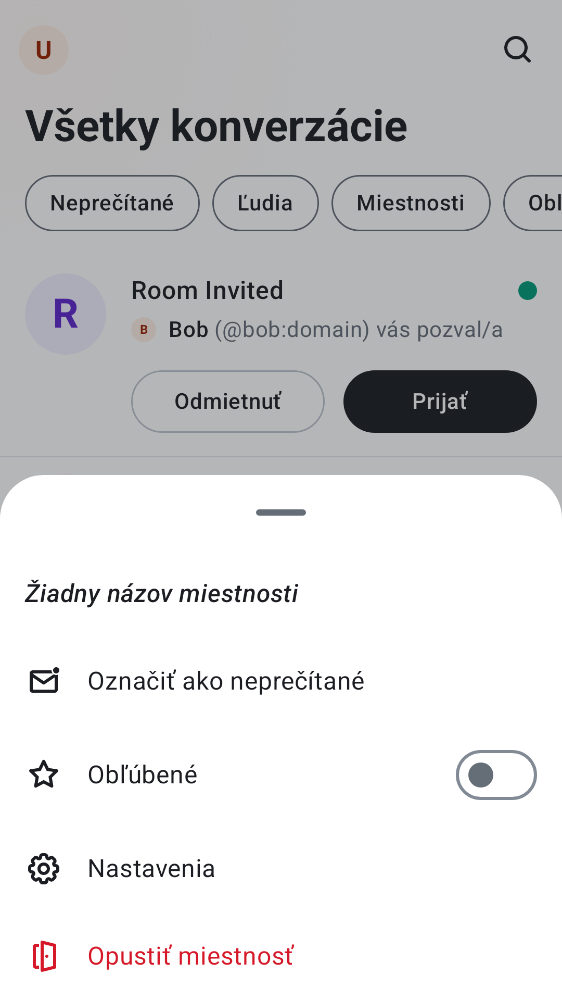 U
Všetky konverzácie
Neprečítané
Ľudia
Miestnosti
Obľ
R
Room Invited
B
Bob (@bob:domain) vás pozval/a
Odmietnuť
Prijať
Žiadny názov miestnosti
Označiť ako neprečítané
Obľúbené
Nastavenia
Opustiť miestnosť